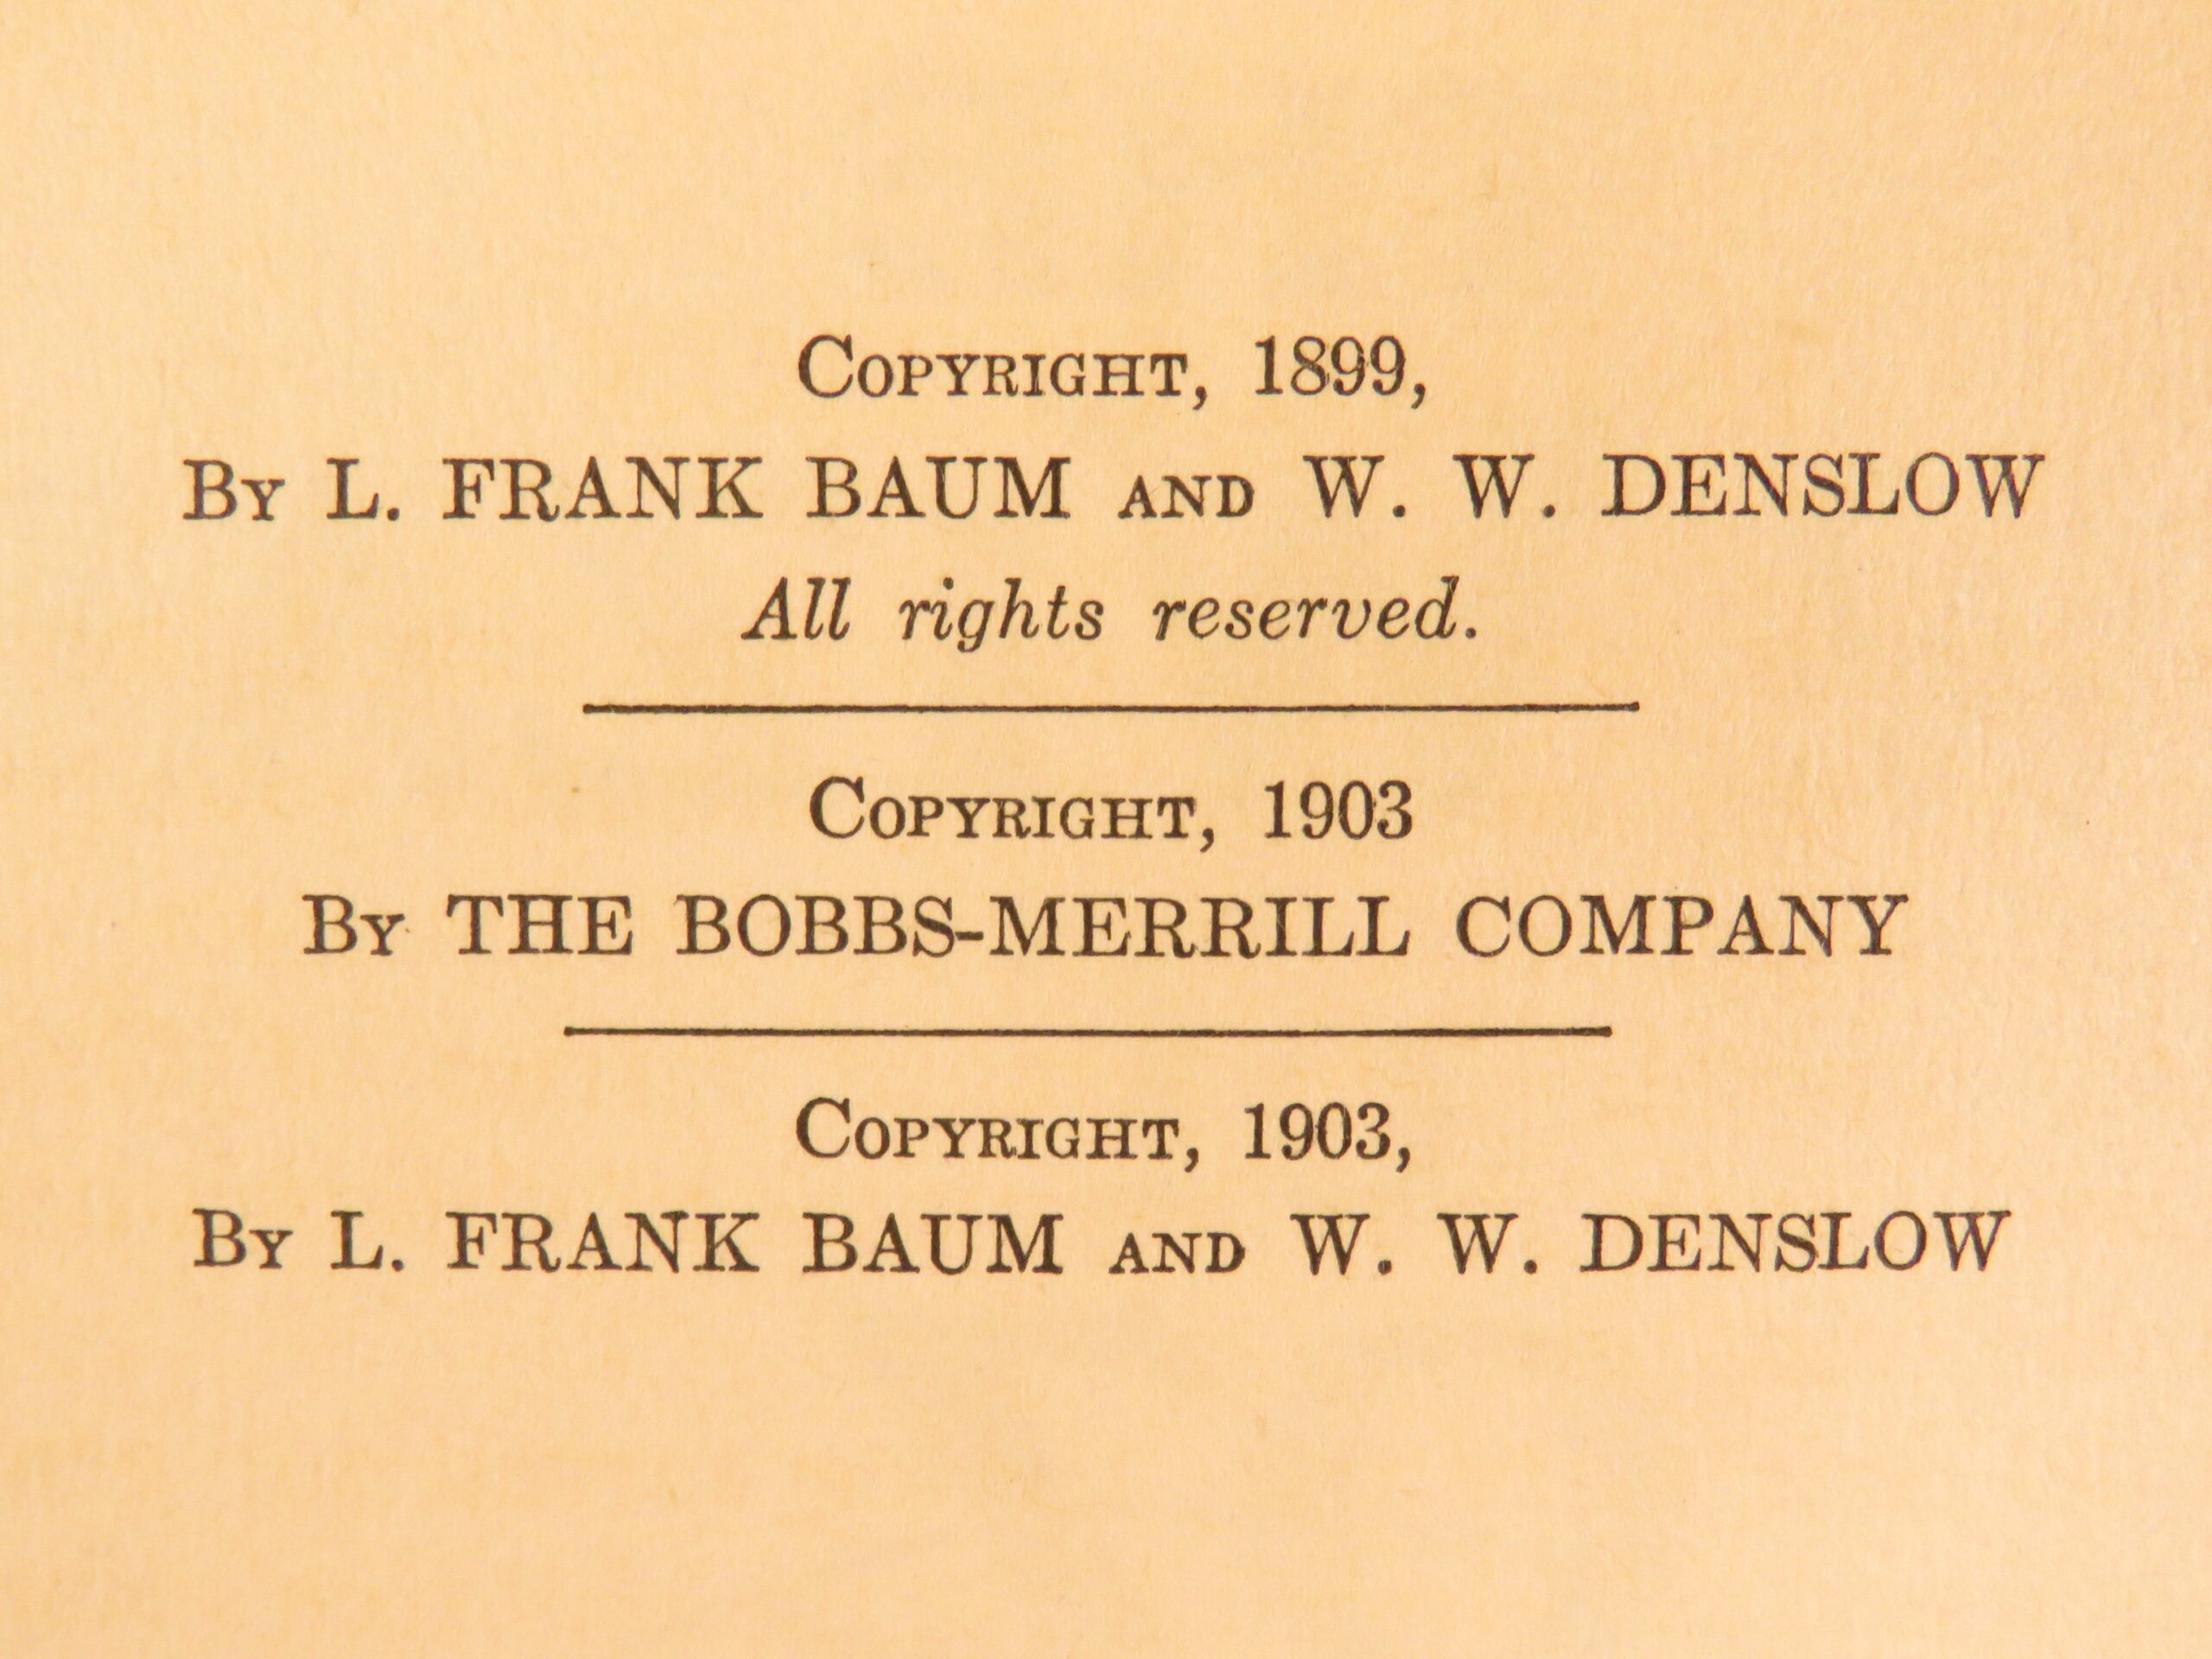 Copyright, 1899,
By L. FRANK BAUM AND W. W. DENSLOW
All rights reserved.
Copyright, 1903
By THE BOBBS-MERRILL COMPANY
Copyright, 1903,
By L. FRANK BAUM AND W. W. DENSLOW